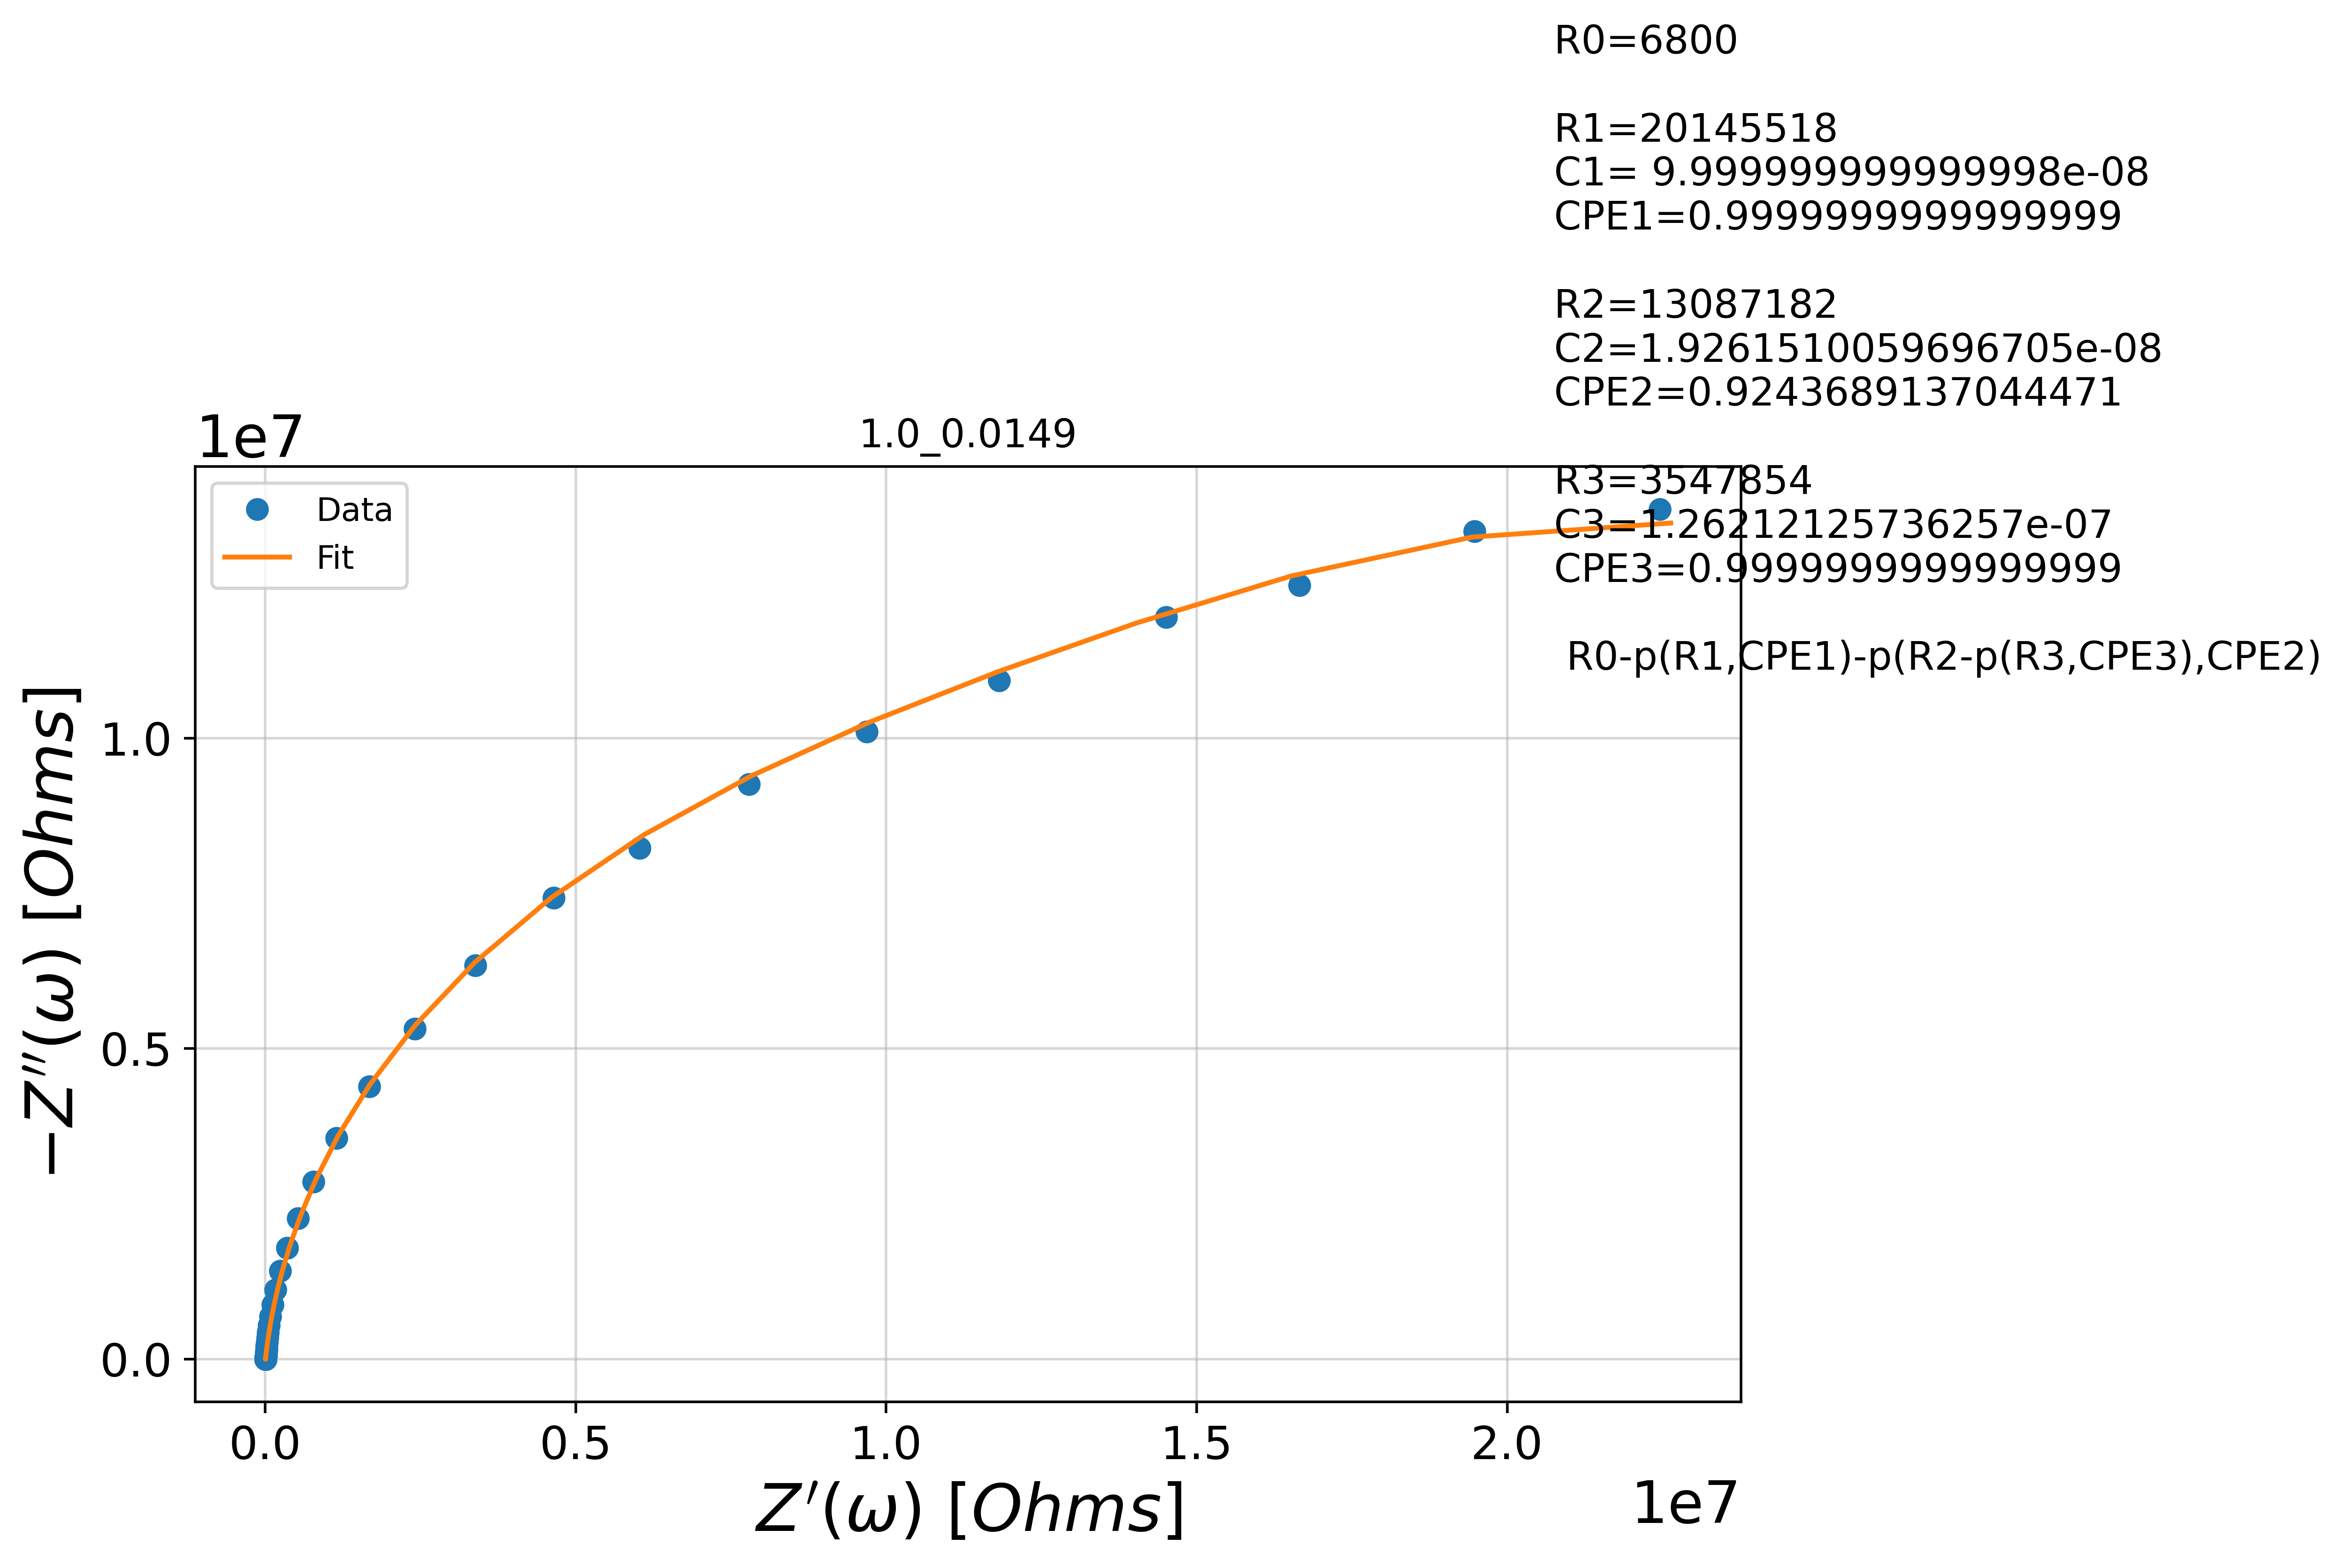 R0=6800
R1=20145518
C1= 9.999999999999998e-08
CPE1=0.9999999999999999
R2=13087182
C2=1.9261510059696705e-08
CPE2=0.9243689137044471
1e7
1.0_0.0149
R3=3547854
C3=1.26212125736257e-07
CPE3=0.9999999999999999
Data
Fit
R0-p(R1,CPE1)-p(R2-p(R3,CPE3),CPE2)
−Z′′(ω) [Ohms]
1.0
0.5
0.0
0.0 0.5 1.0 1.5 2.0
Z′(ω) [Ohms]
1e7